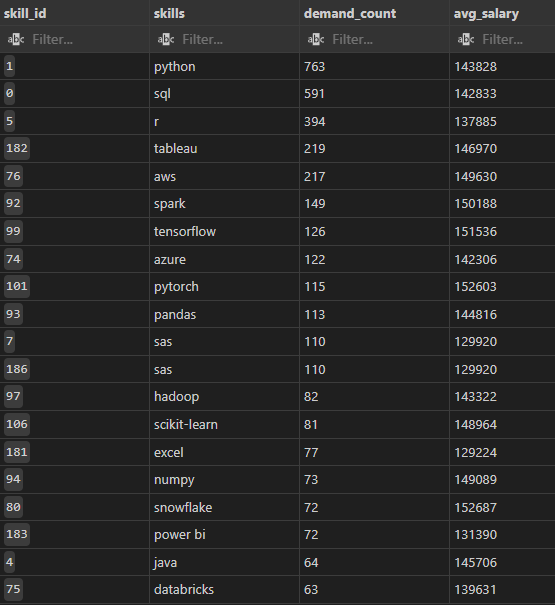 skill_id skills demand_count avg_salary
abc Filter... abc Filter... abc Filter... abc Filter...
1 python 763 143828
0 sql 591 142833
5 r 394 137885
182 tableau 219 146970
76 aws 217 149630
92 spark 149 150188
99 tensorflow 126 151536
74 azure 122 142306
101 pytorch 115 152603
93 pandas 113 144816
7 sas 110 129920
186 sas 110 129920
97 hadoop 82 143322
106 scikit-learn 81 148964
181 excel 77 129224
94 numpy 73 149089
80 snowflake 72 152687
183 power bi 72 131390
4 java 64 145706
75 databricks 63 139631